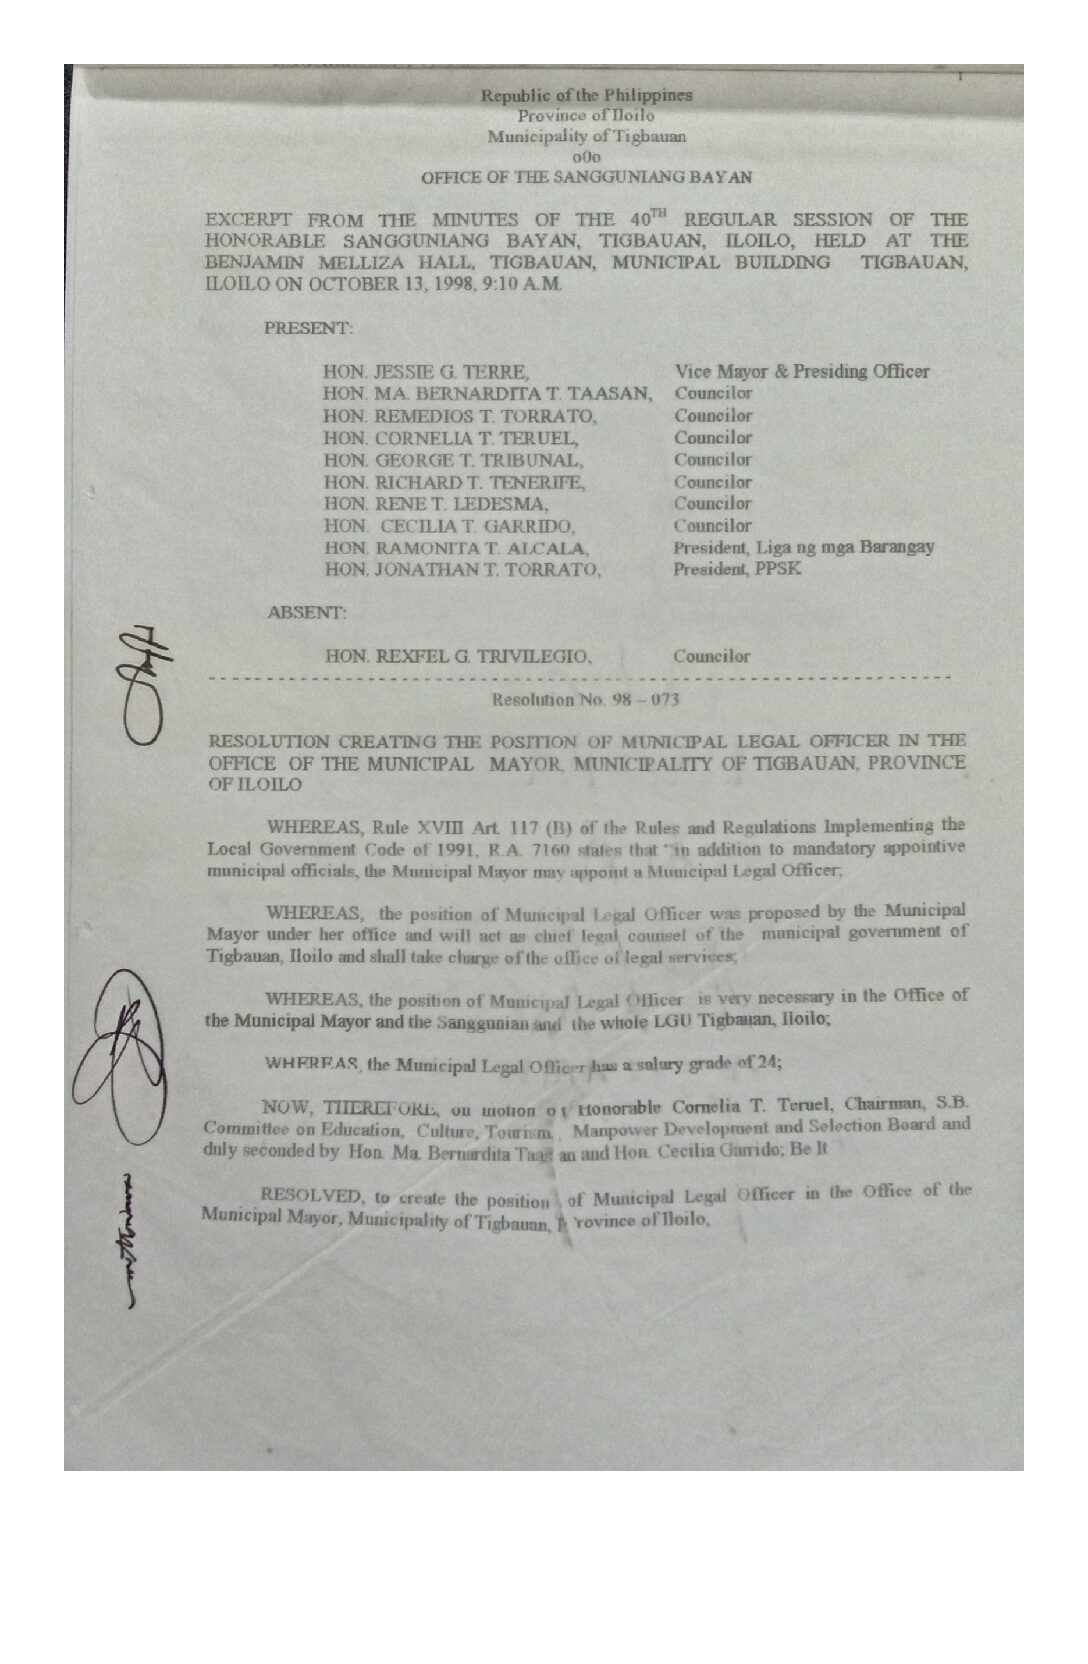 Republic of the Philippines
Province of Iloilo
Municipality of Tigbauan
o0o
OFFICE OF THE SANGGUNIANG BAYAN
EXCERPT FROM THE MINUTES OF THE 40TH REGULAR SESSION OF THE
HONORABLE SANGGUNIANG BAYAN, TIGBAUAN, ILOILO, HELD AT THE
BENJAMIN MELLIZA HALL, TIGBAUAN, MUNICIPAL BUILDING TIGBAUAN,
ILOILO ON OCTOBER 13, 1998, 9:10 A.M.
PRESENT:
HON. JESSIE G. TERRE, Vice Mayor & Presiding Officer
HON. MA. BERNARDITA T. TAASAN, Councilor
HON. REMEDIOS T. TORRATO, Councilor
HON. CORNELIA T. TERUEL, Councilor
HON. GEORGE T. TRIBUNAL, Councilor
HON. RICHARD T. TENERIFE, Councilor
HON. RENE T. LEDESMA, Councilor
HON. CECILIA T. GARRIDO, Councilor
HON. RAMONITA T. ALCALA, President, Liga ng mga Barangay
HON. JONATHAN T. TORRATO, President, PPSK
ABSENT:
HON. REXFEL G. TRIVILEGIO, Councilor
Resolution No. 98 – 073
RESOLUTION CREATING THE POSITION OF MUNICIPAL LEGAL OFFICER IN THE
OFFICE OF THE MUNICIPAL MAYOR, MUNICIPALITY OF TIGBAUAN, PROVINCE
OF ILOILO
WHEREAS, Rule XVIII Art. 117 (B) of the Rules and Regulations Implementing the
Local Government Code of 1991, R.A. 7160 states that "in addition to mandatory appointive
municipal officials, the Municipal Mayor may appoint a Municipal Legal Officer;
WHEREAS, the position of Municipal Legal Officer was proposed by the Municipal
Mayor under her office and will act as chief legal counsel of the municipal government of
Tigbauan, Iloilo and shall take charge of the office of legal services;
WHEREAS, the position of Municipal Legal Officer is very necessary in the Office of
the Municipal Mayor and the Sanggunian and the whole LGU Tigbauan, Iloilo;
WHEREAS, the Municipal Legal Officer has a salary grade of 24;
NOW, THEREFORE, on motion of Honorable Cornelia T. Teruel, Chairman, S.B.
Committee on Education, Culture, Tourism, Manpower Development and Selection Board and
duly seconded by Hon. Ma. Bernardita Taasan and Hon. Cecilia Garrido; Be It
RESOLVED, to create the position of Municipal Legal Officer in the Office of the
Municipal Mayor, Municipality of Tigbauan, Province of Iloilo,